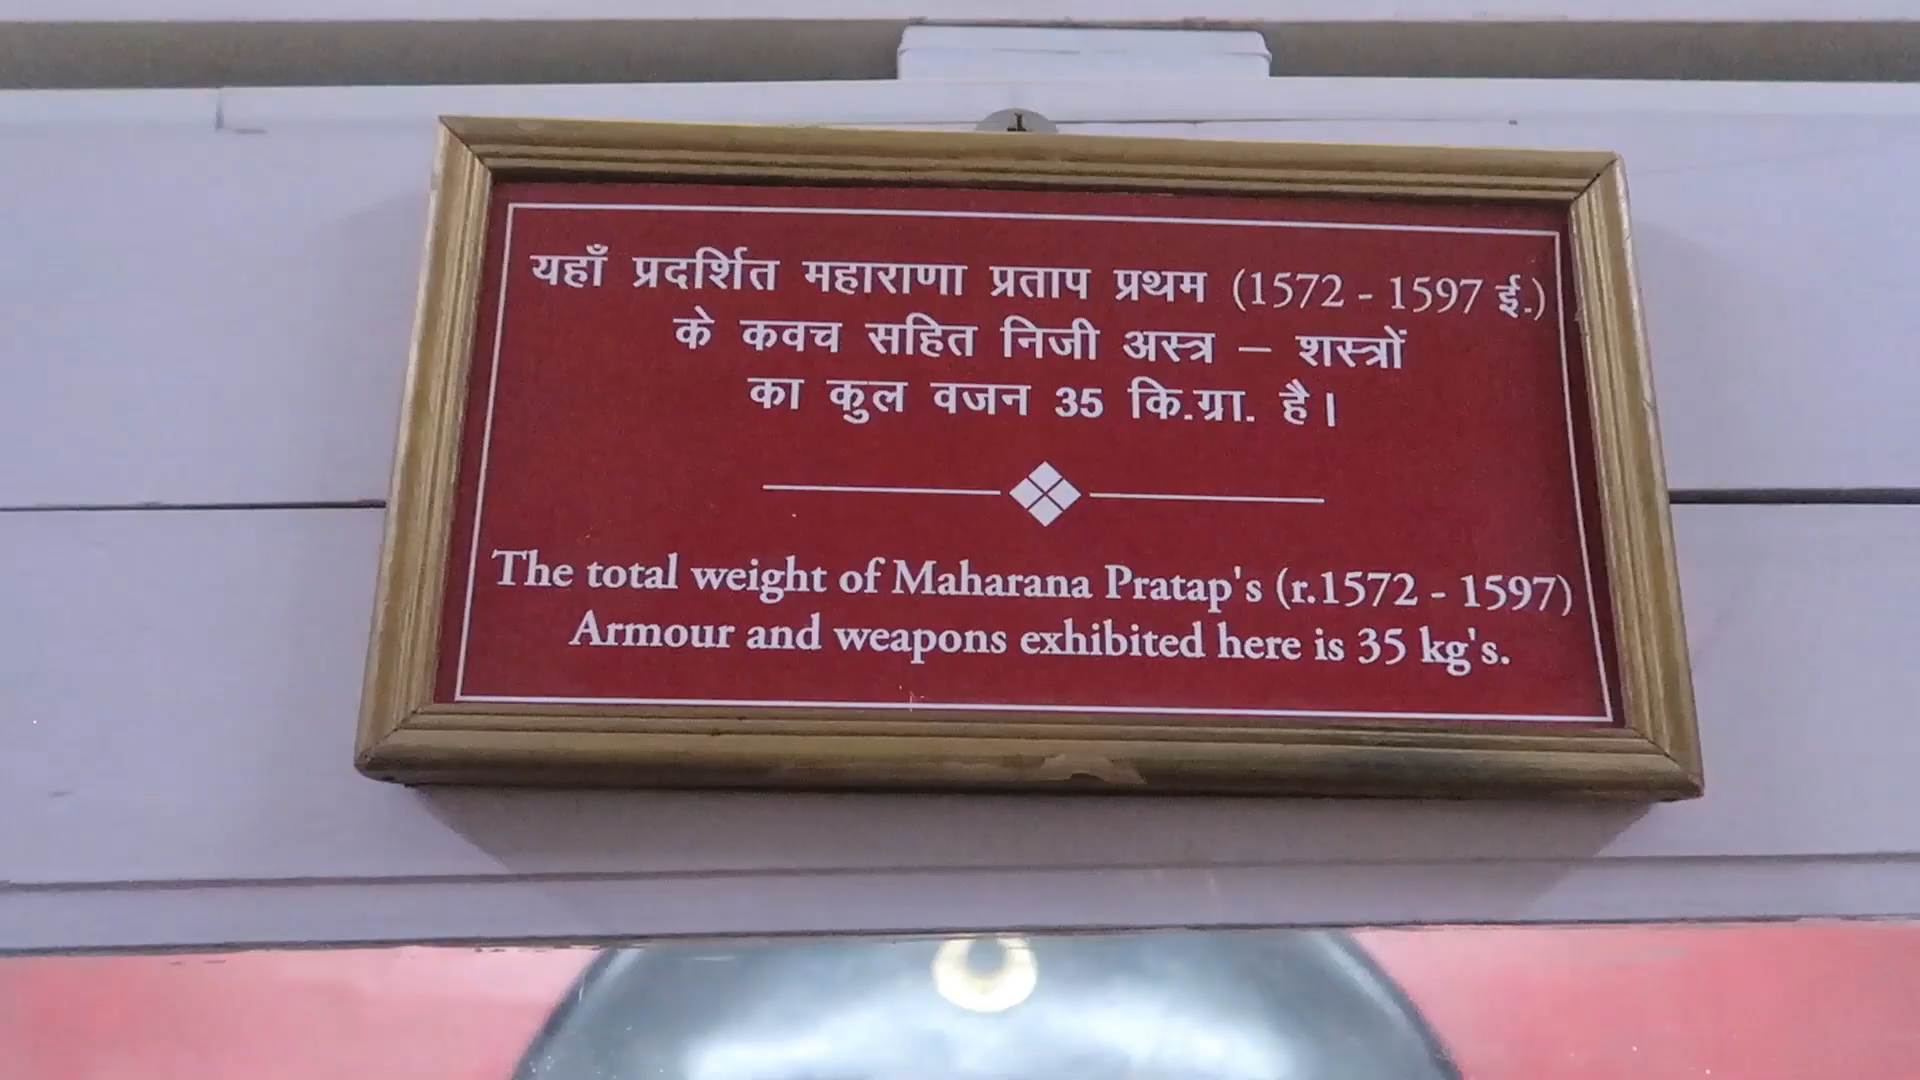 यहाँ प्रदर्शित महाराणा प्रताप प्रथम (1572 - 1597 ई.)
के कवच सहित निजी अस्त्र – शस्त्रों
का कुल वजन 35 कि.ग्रा. है।
The total weight of Maharana Pratap's (r.1572 - 1597)
Armour and weapons exhibited here is 35 kg's.